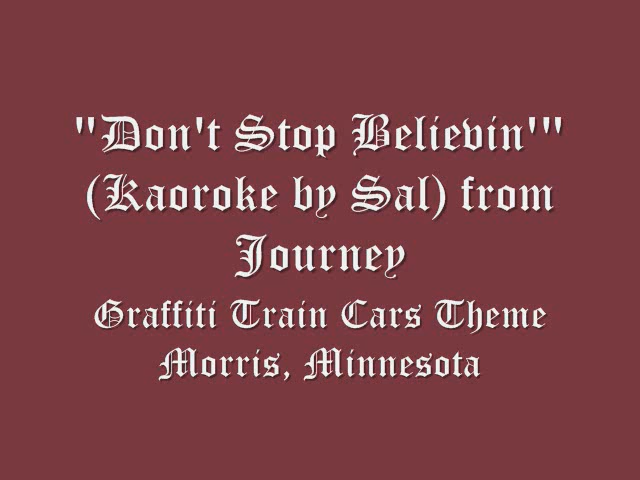 "Don't Stop Believin'"
(Kaoroke by Sal) from
Journey
Graffiti Train Cars Theme
Morris, Minnesota